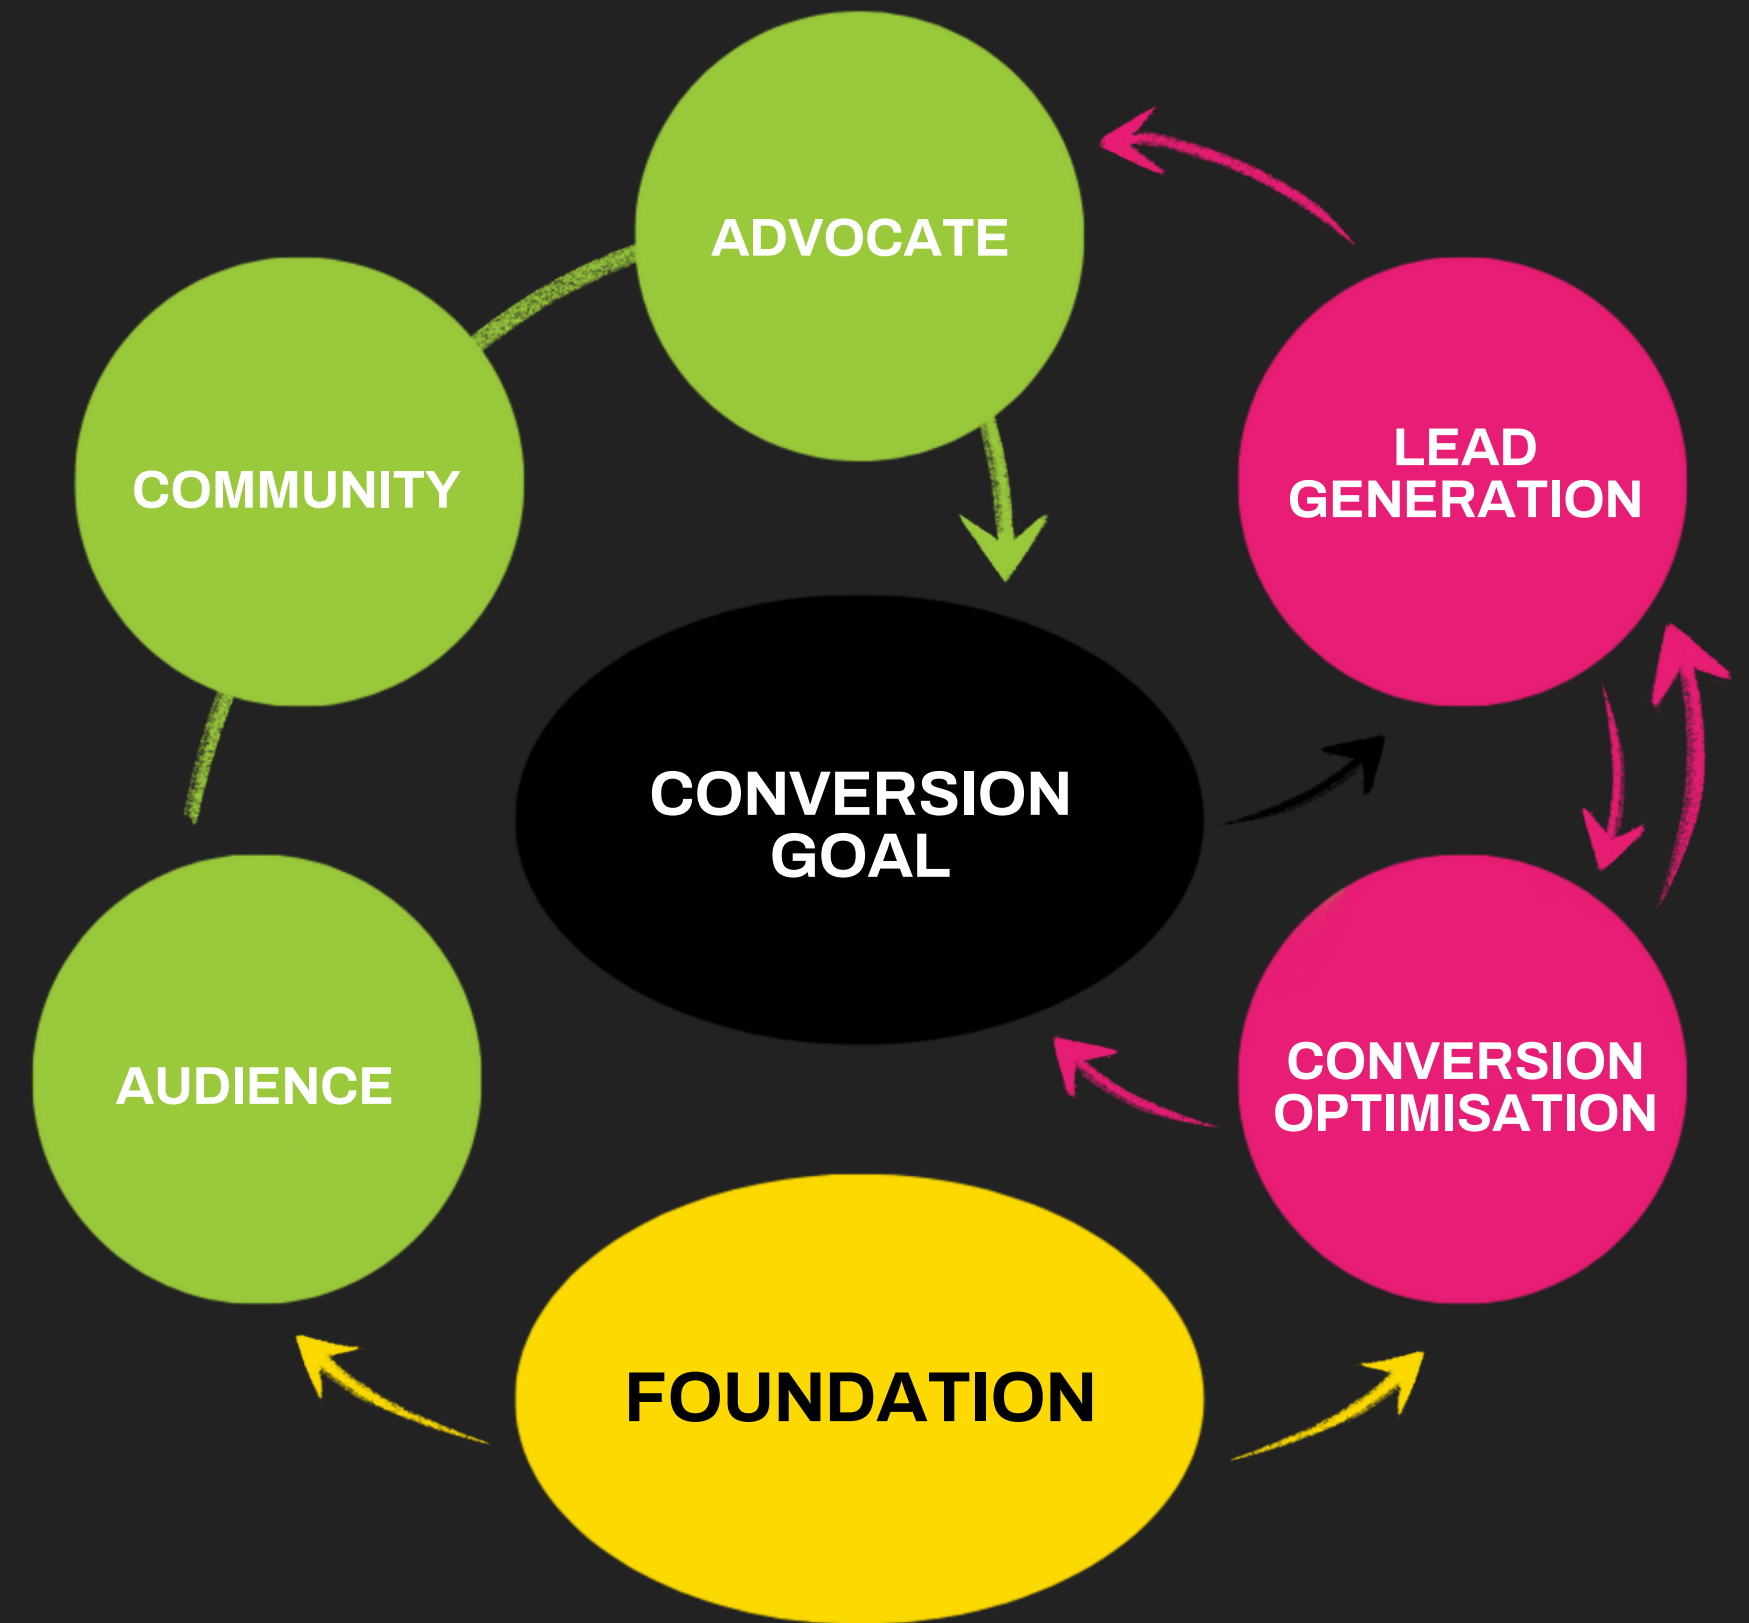 ADVOCATE
COMMUNITY
LEAD
GENERATION
CONVERSION
GOAL
AUDIENCE
CONVERSION
OPTIMISATION
FOUNDATION